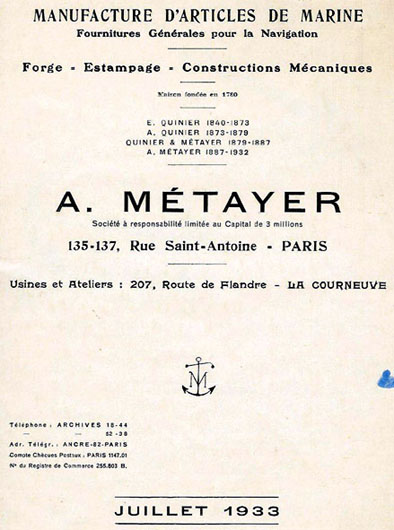 MANUFACTURE D'ARTICLES DE MARINE
Fournitures Générales pour la Navigation
Forge - Estampage - Constructions Mécaniques
Maison fondée en 1760
E. QUINIER 1840-1873
A. QUINIER 1873-1879
QUINIER & MÉTAYER 1879-1887
A. MÉTAYER 1887-1932
A. MÉTAYER
Société à responsabilité limitée au Capital de 3 millions
135-137, Rue Saint-Antoine - PARIS
Usines et Ateliers : 207, Route de Flandre - LA COURNEUVE
M
Téléphone : ARCHIVES 18-44
— — 52-38
Adr. Télégr. : ANCRE-62-PARIS
Compte Chèques Postaux : PARIS 1147.01
N° du Registre de Commerce 255.803 B.
JUILLET 1933